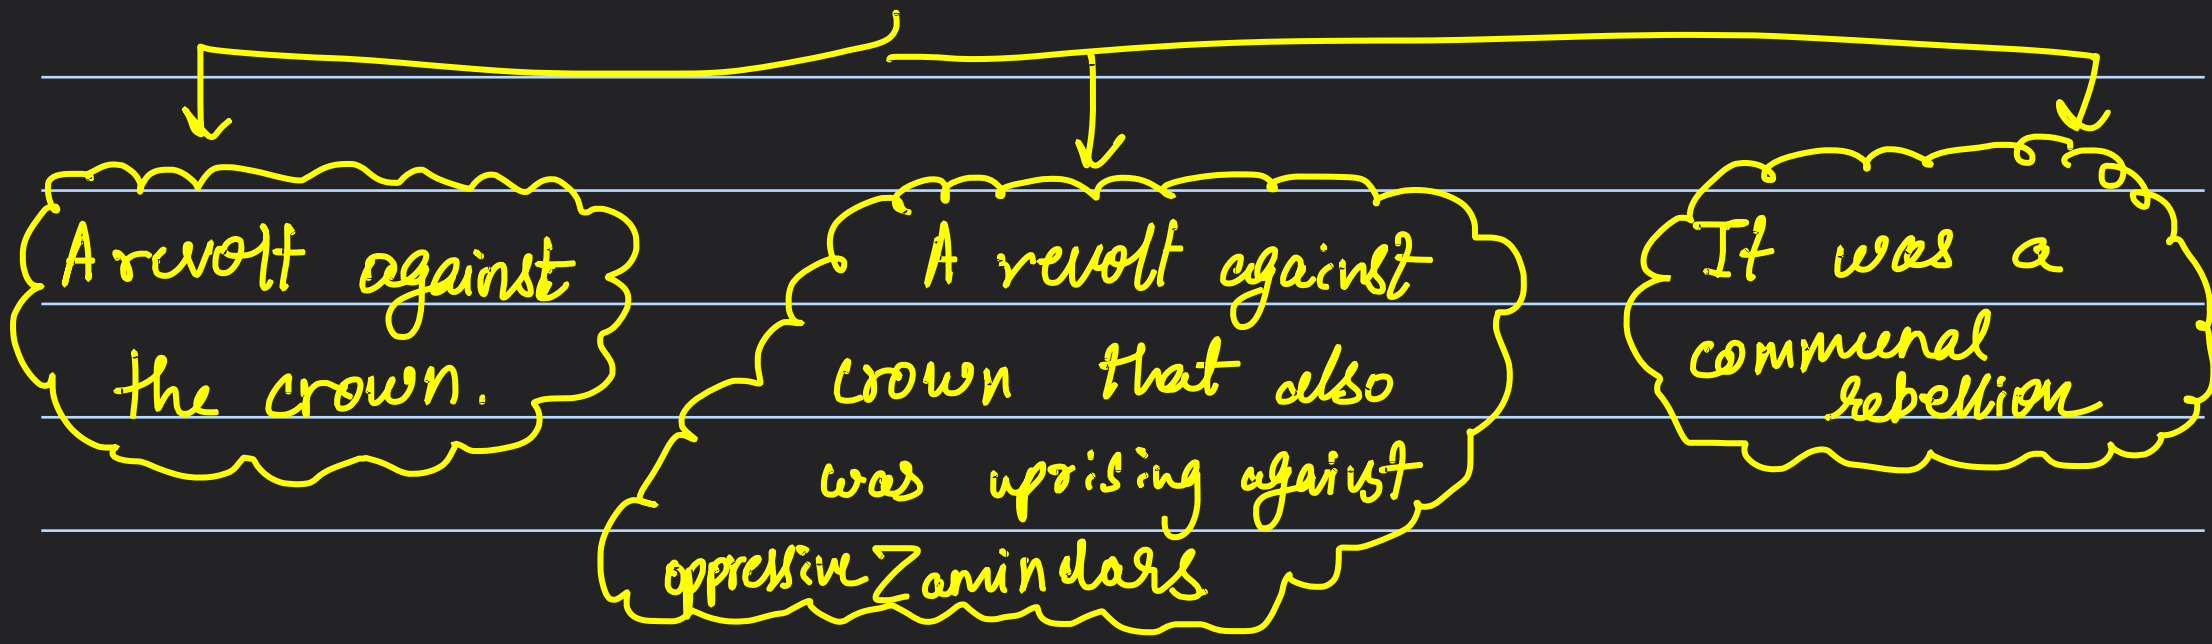 A revolt against
the crown.
A revolt against
crown that also
was uprising against
oppressive Zamindars
It was a
communal
rebellion